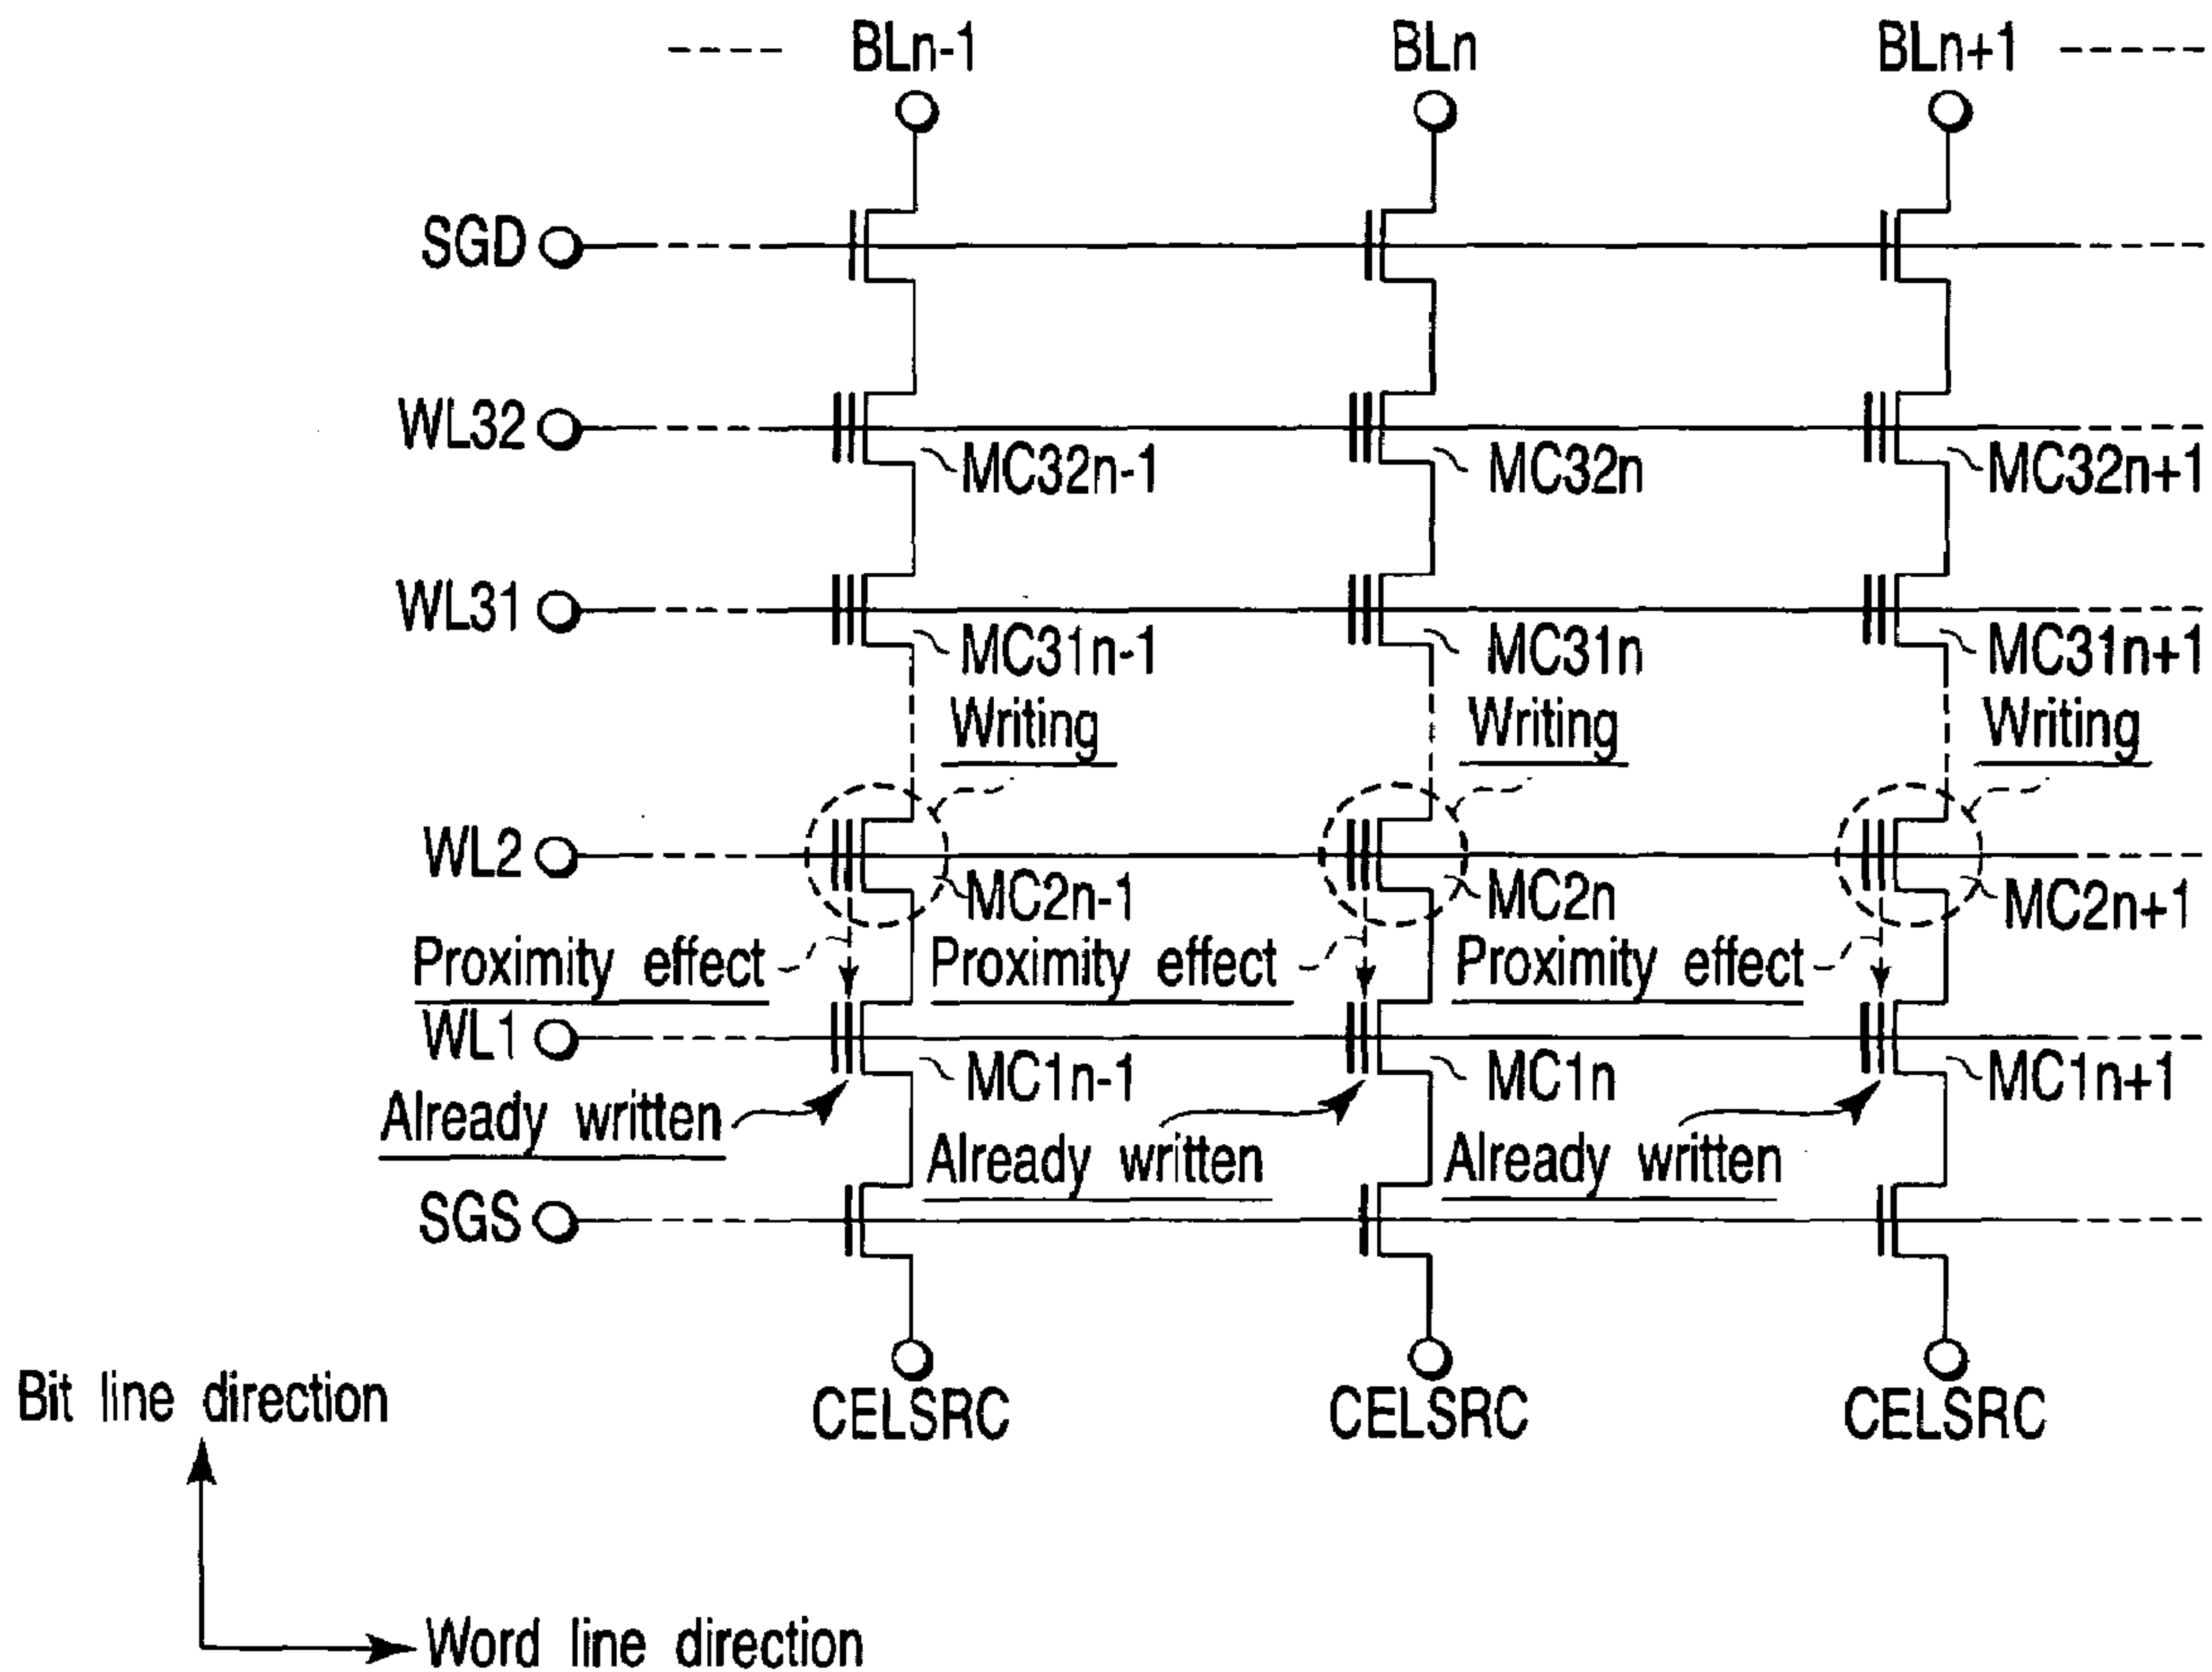 BLn-1 BLn BLn+1
SGD
WL32
MC32n-1 MC32n MC32n+1
WL31
MC31n-1 MC31n MC31n+1
Writing Writing Writing
WL2
MC2n-1 MC2n MC2n+1
Proximity effect Proximity effect Proximity effect
WL1
MC1n-1 MC1n MC1n+1
Already written Already written Already written
SGS
CELSRC CELSRC CELSRC
Bit line direction
Word line direction